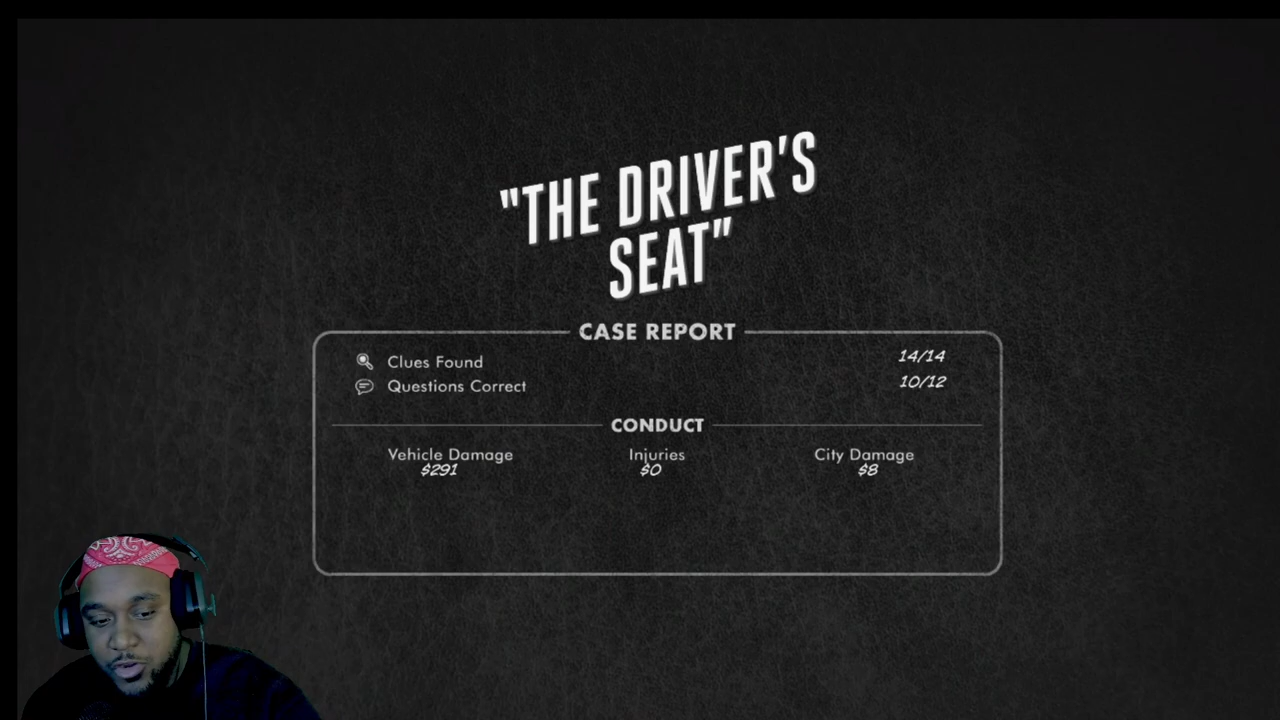 "THE DRIVER'S
SEAT"
CASE REPORT
Clues Found 14/14
Questions Correct 10/12
CONDUCT
Vehicle Damage Injuries City Damage
$291 $0 $8